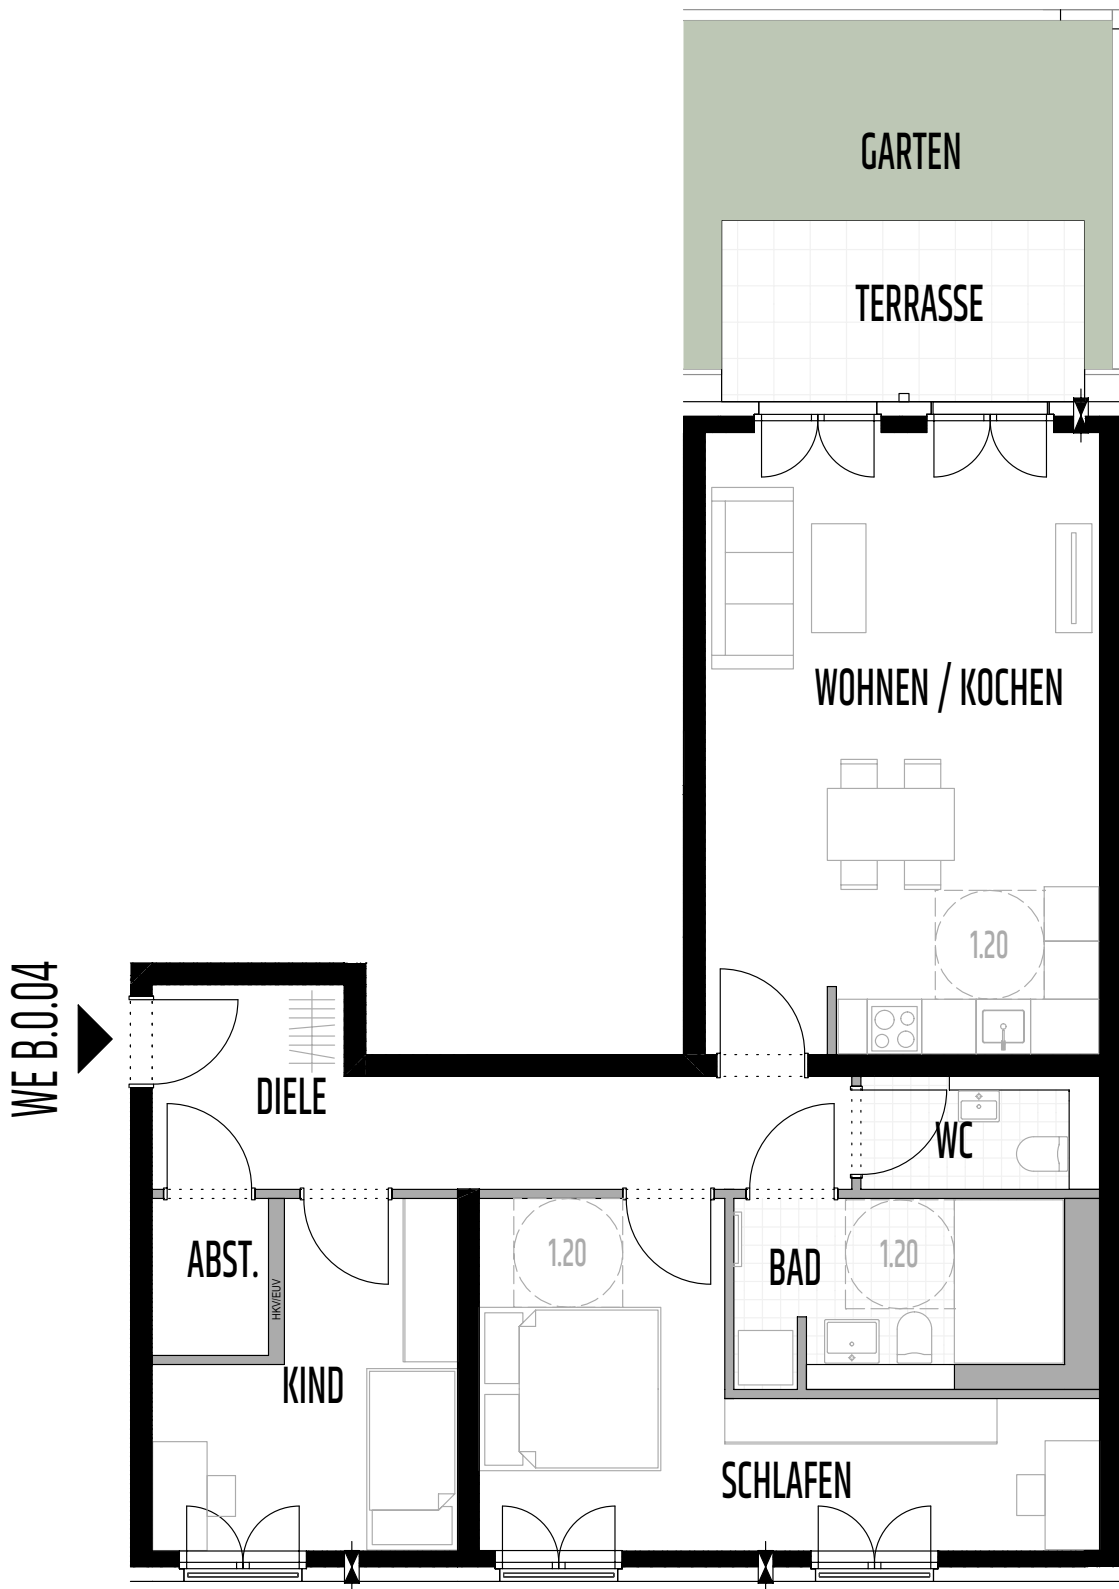 GARTEN
TERRASSE
WOHNEN / KOCHEN
1.20
WE B.0.04
DIELE
WC
ABST.
HKV/EUV
1.20
BAD
1.20
KIND
SCHLAFEN